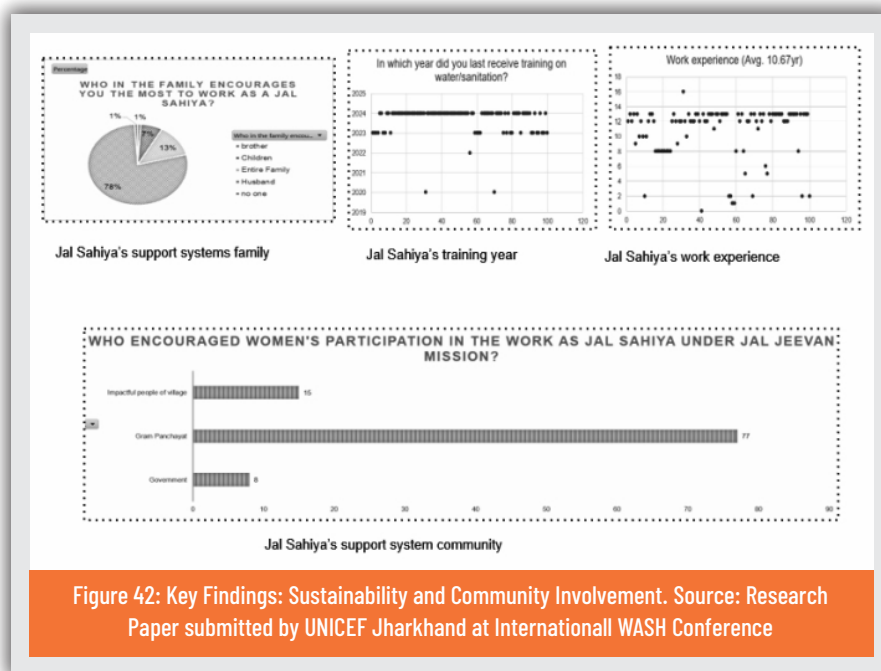 Percentage
WHO IN THE FAMILY ENCOURAGES
YOU THE MOST TO WORK AS A JAL
SAHIYA?
1%
1%
7%
13%
78%
Who in the family encou...
brother
Children
Entire Family
Husband
no one
Jal Sahiya's support systems family
In which year did you last receive training on
water/sanitation?
2025
2024
2023
2022
2021
2020
2019
0 20 40 60 80 100 120
Jal Sahiya's training year
Work experience (Avg. 10.67yr)
18
16
14
12
10
8
6
4
2
0
0 20 40 60 80 100 120
Jal Sahiya's work experience
WHO ENCOURAGED WOMEN'S PARTICIPATION IN THE WORK AS JAL SAHIYA UNDER JAL JEEVAN
MISSION?
Impactful people of village 15
Gram Panchayat 77
Government 8
0 10 20 30 40 50 60 70 80 90
Jal Sahiya's support system community
Figure 42: Key Findings: Sustainability and Community Involvement. Source: Research
Paper submitted by UNICEF Jharkhand at Internationall WASH Conference